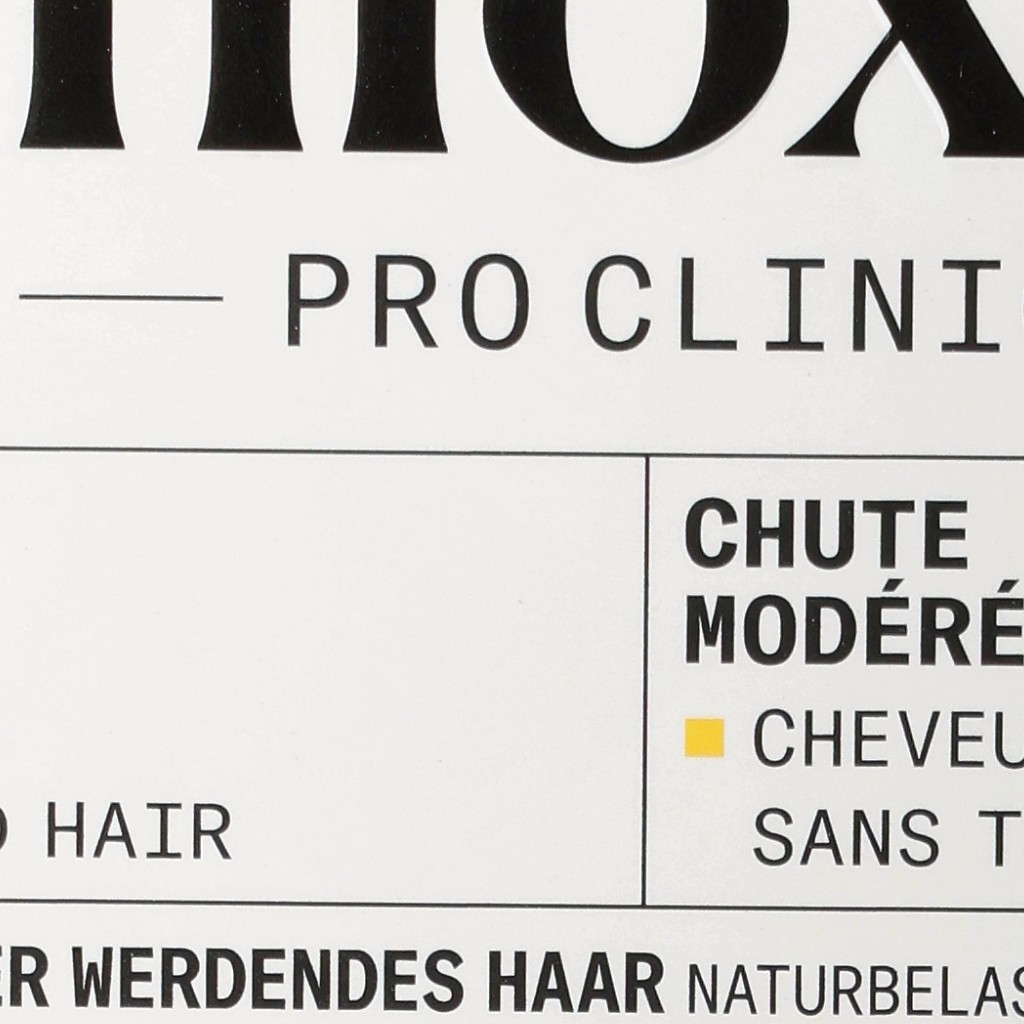 PRO CLINI
CHUTE
MODÉRÉ
CHEVEU
SANS T
HAIR
ER WERDENDES HAAR NATURBELAS